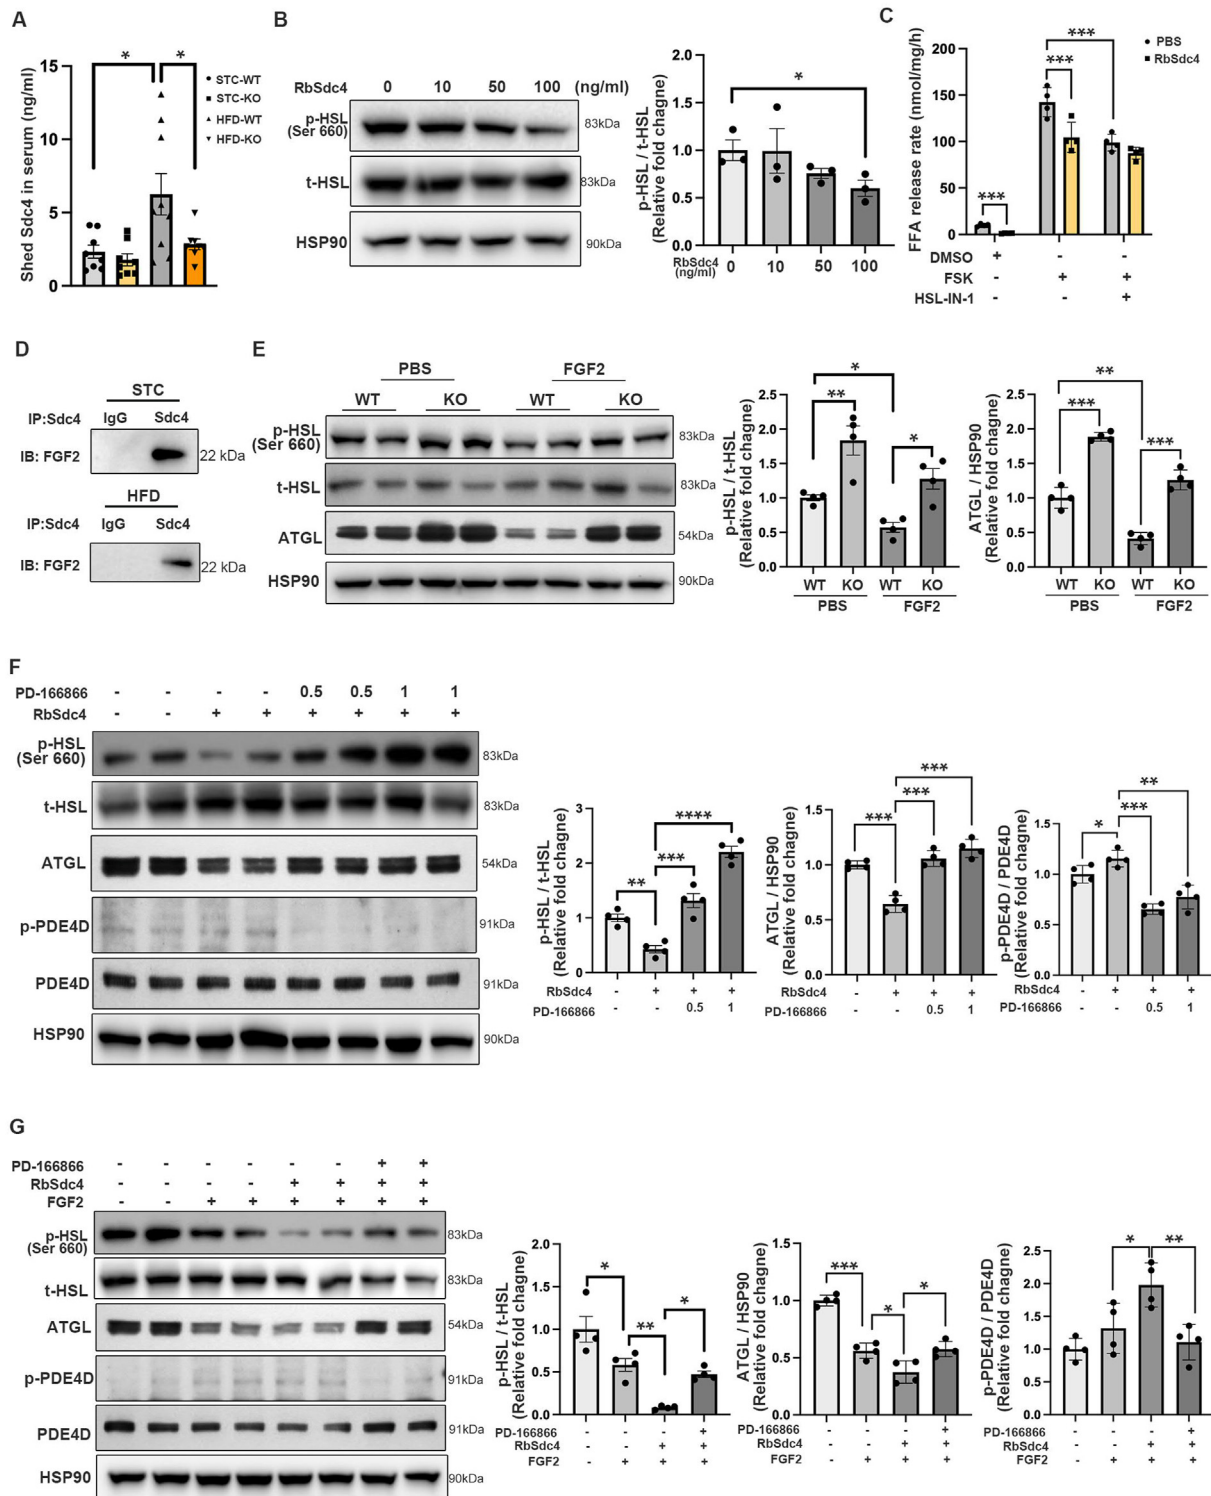 A
Shed Sdc4 in serum (ng/ml)
15
10
5
0
*
*
STC-WT
STC-KO
HFD-WT
HFD-KO
B
RbSdc4 0 10 50 100 (ng/ml)
p-HSL
(Ser 660)
83kDa
t-HSL 83kDa
HSP90 90kDa
p-HSL / t-HSL
(Relative fold chagne)
2.0
1.5
1.0
0.5
0.0
*
RbSdc4
(ng/ml)
0 10 50 100
C
FFA release rate (nmol/mg/h)
200
150
100
50
0
***
***
***
PBS
RbSdc4
DMSO + - -
FSK - + +
HSL-IN-1 - - +
D
STC
IP:Sdc4 IgG Sdc4
IB: FGF2 22 kDa
HFD
IP:Sdc4 IgG Sdc4
IB: FGF2 22 kDa
E
PBS FGF2
WT KO WT KO
p-HSL
(Ser 660)
83kDa
t-HSL 83kDa
ATGL 54kDa
HSP90 90kDa
p-HSL / t-HSL
(Relative fold chagne)
2.5
2.0
1.5
1.0
0.5
0.0
*
**
*
WT KO WT KO
PBS FGF2
ATGL / HSP90
(Relative fold chagne)
2.5
2.0
1.5
1.0
0.5
0.0
**
***
***
WT KO WT KO
PBS FGF2
F
PD-166866 - - - - 0.5 0.5 1 1
RbSdc4 - - + + + + + +
p-HSL
(Ser 660)
83kDa
t-HSL 83kDa
ATGL 54kDa
p-PDE4D 91kDa
PDE4D 91kDa
HSP90 90kDa
p-HSL / t-HSL
(Relative fold chagne)
3
2
1
0
****
***
**
RbSdc4 - + + +
PD-166866 - - 0.5 1
ATGL / HSP90
(Relative fold chagne)
1.5
1.0
0.5
0.0
***
***
***
RbSdc4 - + + +
PD-166866 - - 0.5 1
p-PDE4D / PDE4D
(Relative fold chagne)
1.5
1.0
0.5
0.0
**
***
*
RbSdc4 - + + +
PD-166866 - - 0.5 1
G
PD-166866 - - - - - - + +
RbSdc4 - - - - + + + +
FGF2 - - + + + + + +
p-HSL
(Ser 660)
83kDa
t-HSL 83kDa
ATGL 54kDa
p-PDE4D 91kDa
PDE4D 91kDa
HSP90 90kDa
p-HSL / t-HSL
(Relative fold chagne)
2.0
1.5
1.0
0.5
0.0
*
**
*
PD-166866 - - - +
RbSdc4 - - + +
FGF2 - + + +
ATGL / HSP90
(Relative fold chagne)
1.5
1.0
0.5
0.0
***
*
*
PD-166866 - - - +
RbSdc4 - - + +
FGF2 - + + +
p-PDE4D / PDE4D
(Relative fold chagne)
2.5
2.0
1.5
1.0
0.5
0.0
*
**
PD-166866 - - - +
RbSdc4 - - + +
FGF2 - + + +